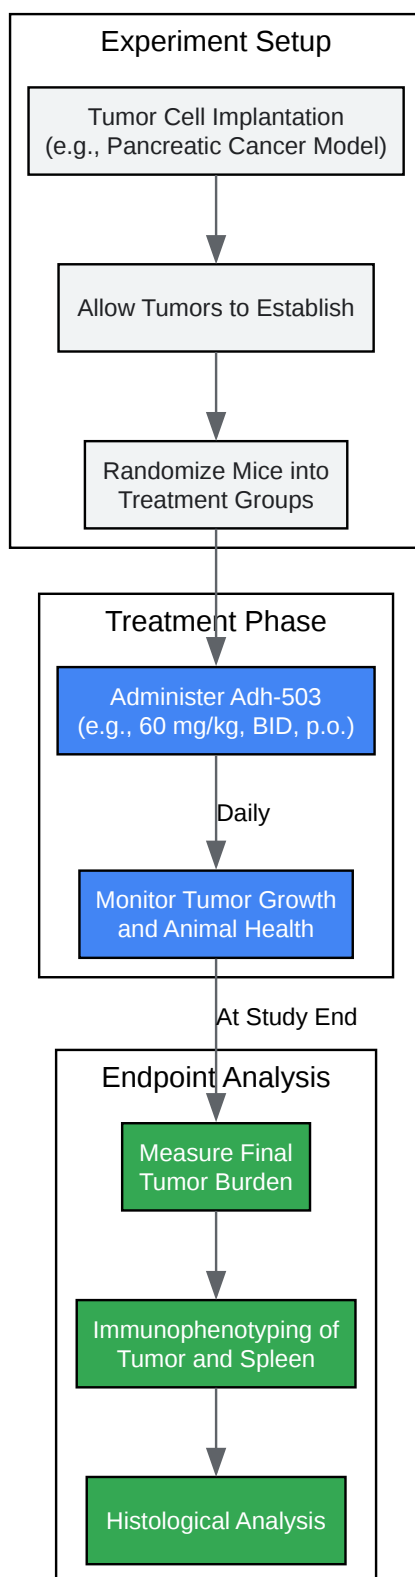 Experiment Setup
Tumor Cell Implantation
(e.g., Pancreatic Cancer Model)
Allow Tumors to Establish
Randomize Mice into
Treatment Groups
Treatment Phase
Administer Adh-503
(e.g., 60 mg/kg, BID, p.o.)
Daily
Monitor Tumor Growth
and Animal Health
At Study End
Endpoint Analysis
Measure Final
Tumor Burden
Immunophenotyping of
Tumor and Spleen
Histological Analysis